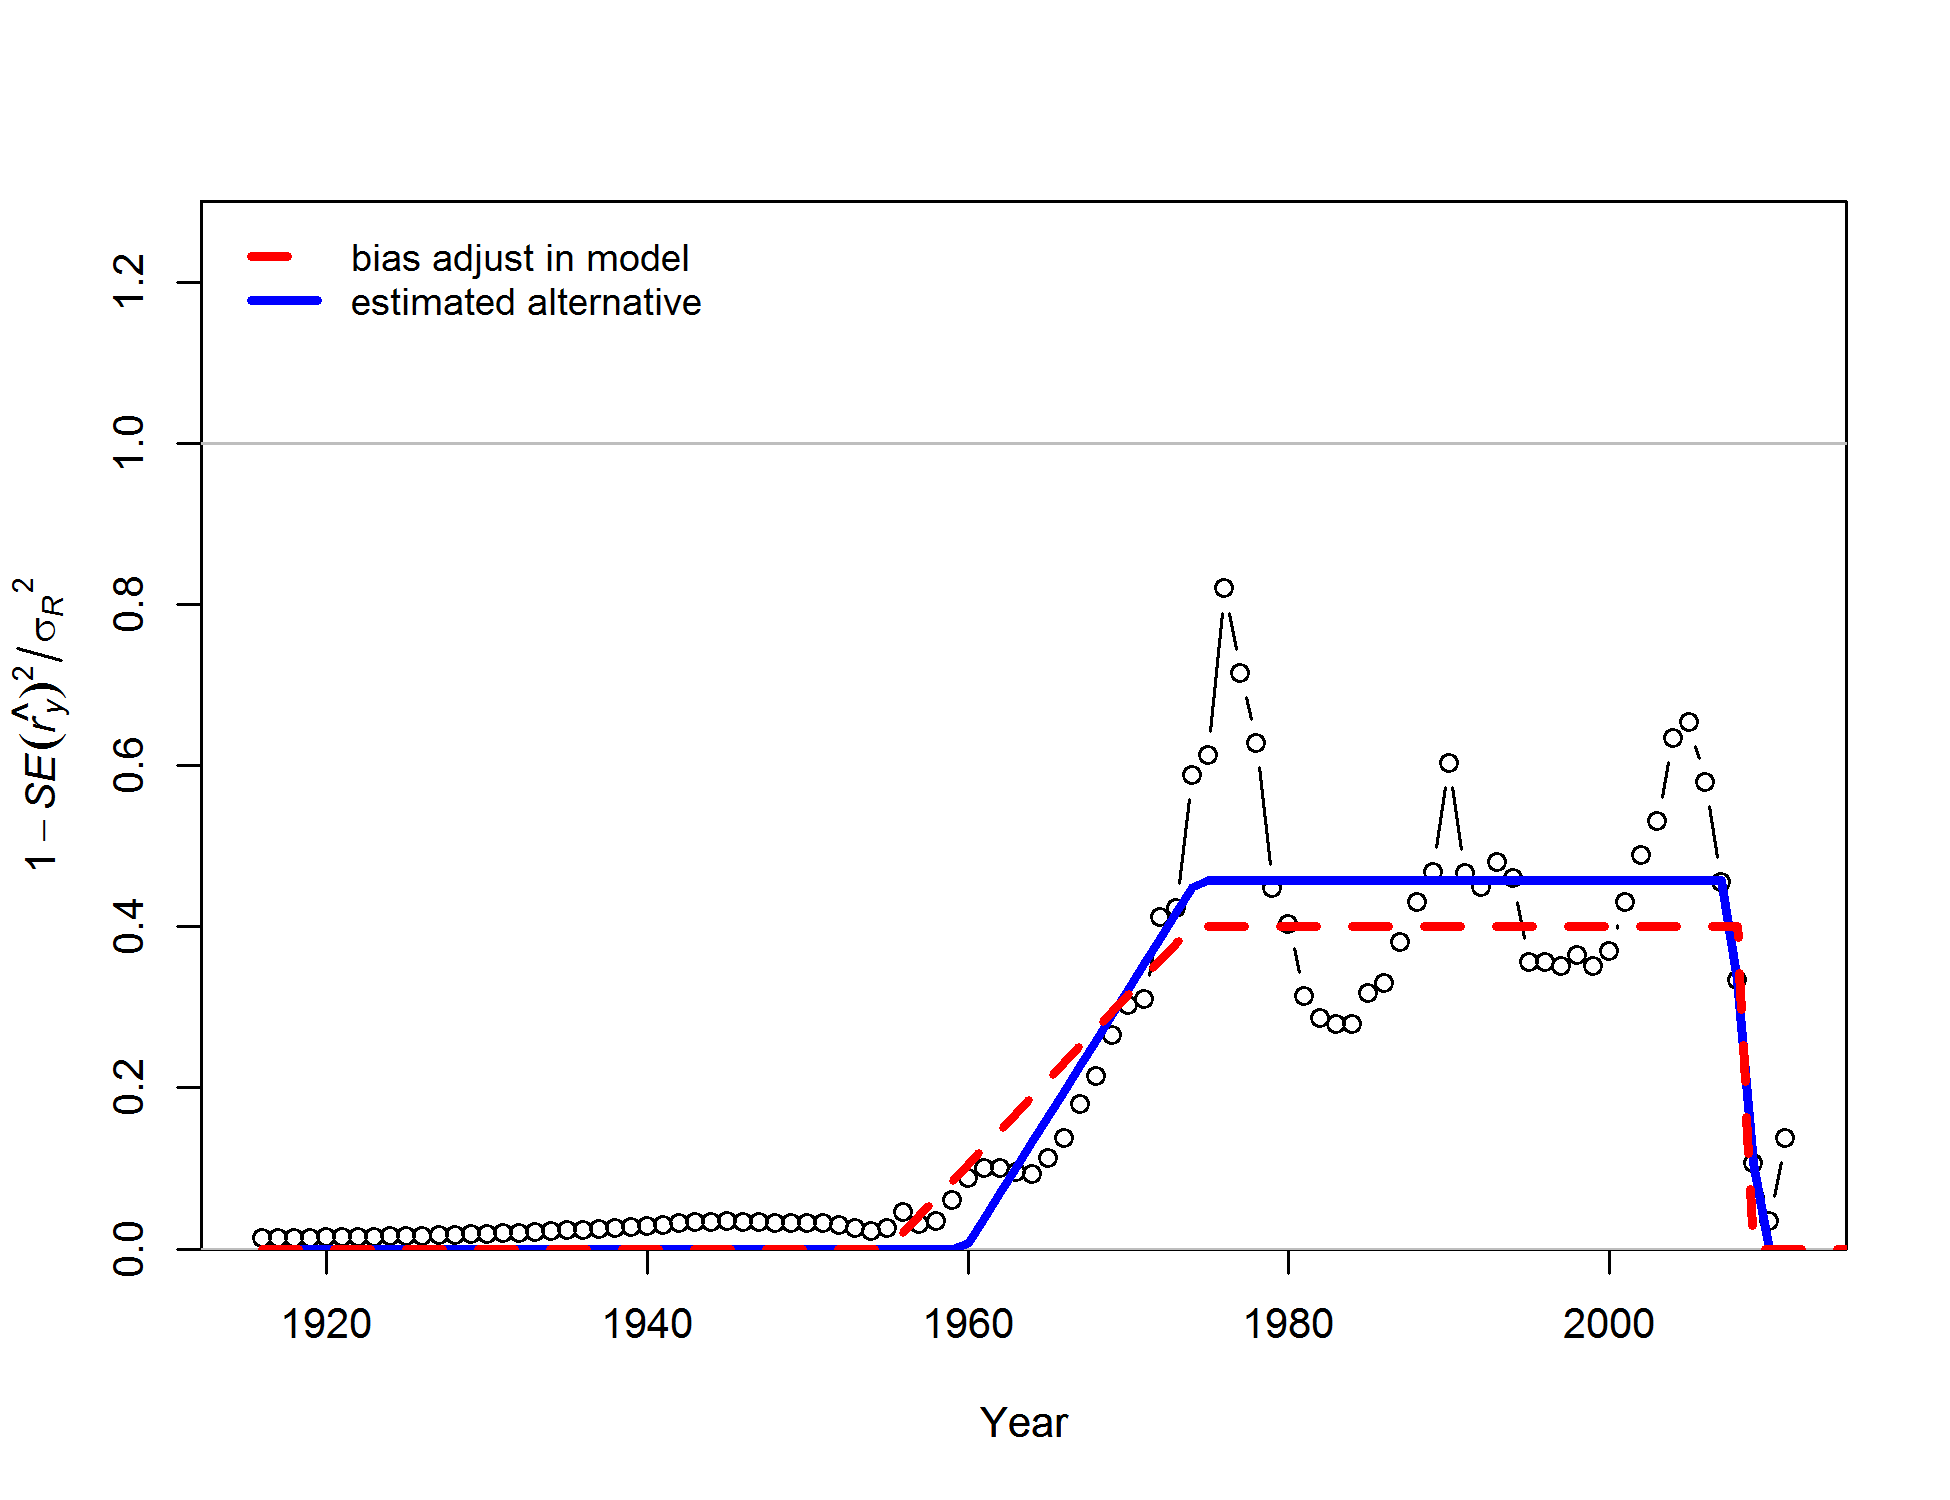 bias adjust in model
estimated alternative
1.2
1.0
0.8
0.6
0.4
0.2
0.0
1 − SE(r̂y)² / σR²
1920 1940 1960 1980 2000
Year